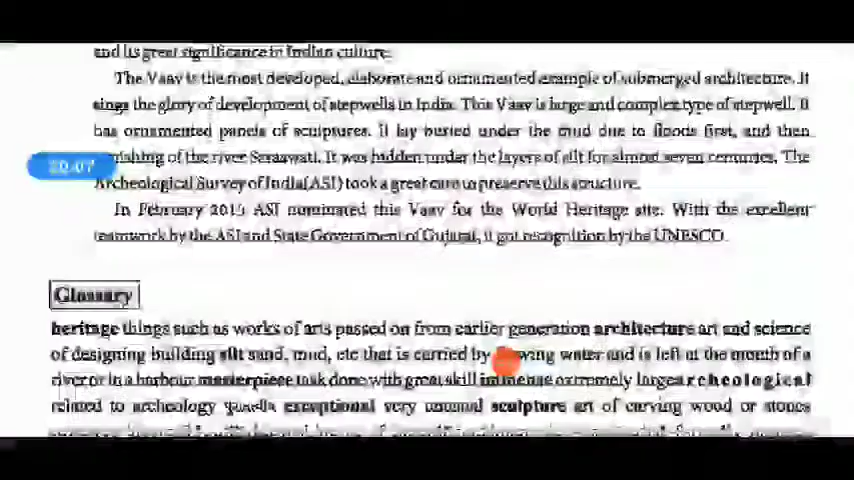 and its great significance in Indian culture.
The Vaav is the most developed, elaborate and ornamented example of submerged architecture. It
sings the glory of development of stepwells in India. This Vaav is large and complex type of stepwell. It
has ornamented panels of sculptures. It lay buried under the mud due to floods first, and then
of the river Saraswati. It was hidden under the layers of silt for almost seven centuries. The
20:07
Archeological Survey of India(ASI) took a great care to preserve this structure.
In February ASI nominated this Vaav for the World Heritage site. With the excellent
teamwork by the ASI and State Government of Gujarat, it got recognition by the UNESCO.
Glossary
heritage things such as works of arts passed on from earlier generation architecture art and science
of designing building silt sand, mud, etc that is carried by water and is left at the mouth of a
river or in a harbour masterpiece task done with great skill immense extremely large archeological
related to archeology exceptional very unusual sculpture art of carving wood or stones